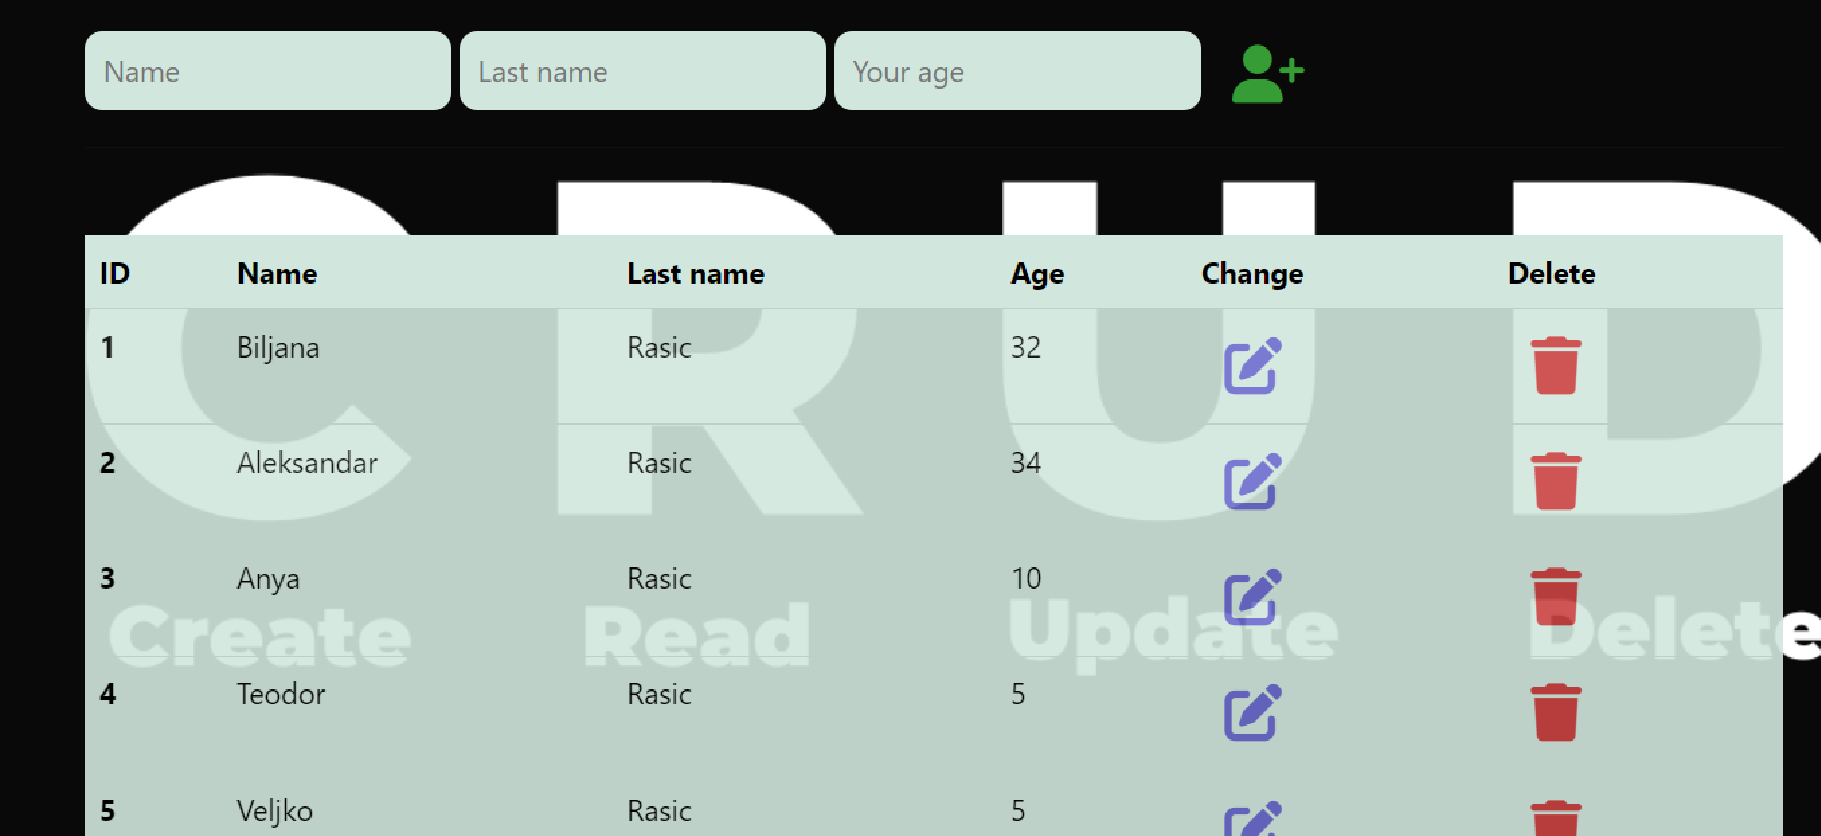 Name Last name Your age
C R U D
ID Name Last name Age Change Delete
1 Biljana Rasic 32
2 Aleksandar Rasic 34
3 Anya Rasic 10
Create Read Update Delete
4 Teodor Rasic 5
5 Veljko Rasic 5